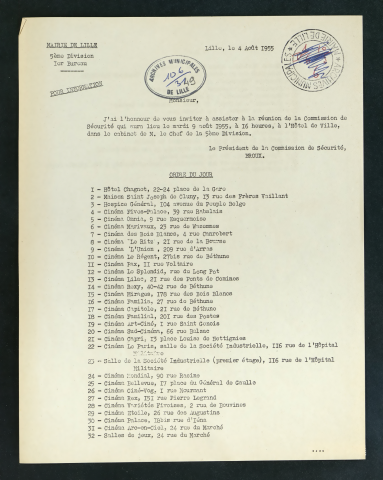 MAIRIE DE LILLE
Lille, le 4 Août 1955
5ème Division
1er Bureau
ARCHIVES MUNICIPALES
DE LILLE
POUR INFORMATION
Monsieur,
J'ai l'honneur de vous inviter à assister à la réunion de la Commission de
Sécurité qui aura lieu le mardi 9 août 1955, à 16 heures, à l'Hôtel de Ville,
dans le cabinet de M. le Chef de la 5ème Division.
Le Président de la Commission de Sécurité,
ORDRE DU JOUR
1 - Hôtel Chagnot, 22-24 place de la Gare
2 - Maison Saint Joseph de Cluny, 13 rue des Frères Vaillant
3 - Hospice Général, 104 avenue du Peuple Belge
4 - Cinéma Fives-Palace, 39 rue Rabelais
5 - Cinéma Omnia, 9 rue Esquermoise
6 - Cinéma Marivaux, 23 rue de Wazemmes
7 - Cinéma des Bois Blancs, 4 rue Canrobert
8 - Cinéma "Le Ritz", 21 rue de la Bourse
9 - Cinéma "L'Union", 209 rue d'Arras
10 - Cinéma Le Régent, 27bis rue de Béthune
11 - Cinéma Pax, 11 rue Voltaire
12 - Cinéma Le Splendid, rue du Long Pot
13 - Cinéma Lilac, 21 rue des Ponts de Comines
14 - Cinéma Roxy, 40-42 rue de Béthune
15 - Cinéma Mirages, 178 rue des Bois Blancs
16 - Cinéma Familia, 27 rue de Béthune
17 - Cinéma Capitole, 21 rue de Béthune
18 - Cinéma Familial, 201 rue des Postes
19 - Cinéma Art-Ciné, 1 rue Saint Genois
20 - Cinéma Sud-Cinéma, 66 rue Balzac
21 - Cinéma Capri, 13 place Louise de Bettignies
22 - Cinéma Le Paris, salle de la Société Industrielle, 116 rue de l'Hôpital
Militaire
23 - Salle de la Société Industrielle (premier étage), 116 rue de l'Hôpital
Militaire
24 - Cinéma Mondial, 90 rue Racine
25 - Cinéma Bellevue, 17 place du Général de Gaulle
26 - Cinéma Ciné-Vog, 1 rue
27 - Cinéma Rex, 131 rue Pierre Legrand
28 - Cinéma Variétés Fivoises, 2 rue de Bouvines
29 - Cinéma Etoile, 26 rue des Augustins
30 - Cinéma Palace, 18bis rue d'Iéna
31 - Cinéma Arc-en-Ciel, 34 rue du Marché
32 - Salles de jeux, 34 rue du Marché
....